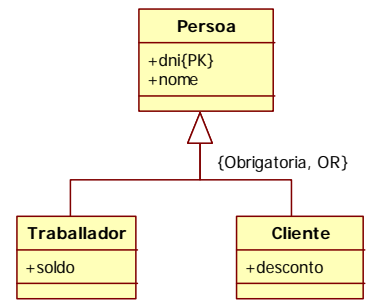 Persoa
+dni{PK}
+nome
{Obrigatoria, OR}
Traballador
+soldo
Cliente
+desconto